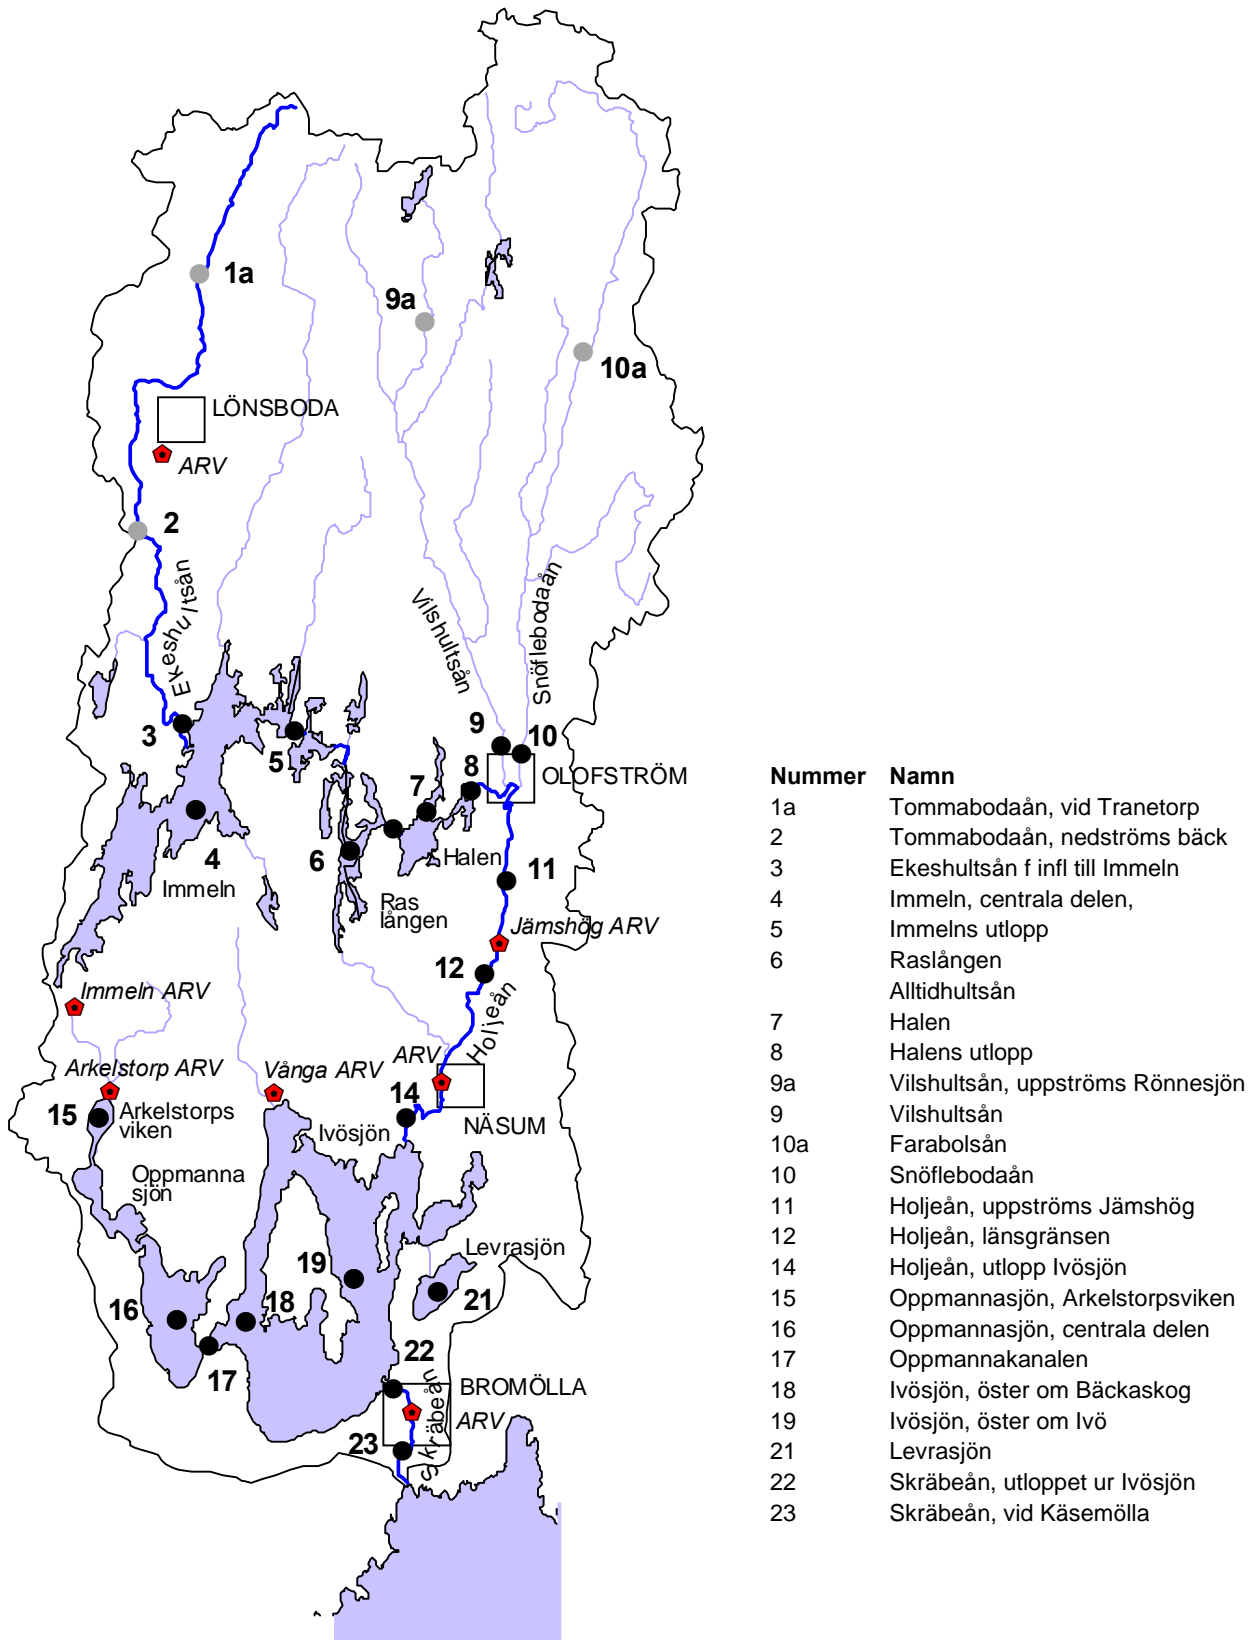 1a
9a
10a
LÖNSBODA
ARV
2
Ekeshultsån
Vilshultsån
Snöflebodaån
3
5
9
10
8
7
OLOFSTRÖM
4
6
Halen
Immeln
11
Ras
lången
Jämshög ARV
12
Immeln ARV
Holjeån
ARV
Arkelstorp ARV
Vånga ARV
14
15
Arkelstorps
viken
Ivösjön
NÄSUM
Oppmanna
sjön
Levrasjön
19
16
18
21
17
22
BROMÖLLA
ARV
Skräbeån
23
Nummer Namn
1a Tommabodaån, vid Tranetorp
2 Tommabodaån, nedströms bäck
3 Ekeshultsån f infl till Immeln
4 Immeln, centrala delen,
5 Immelns utlopp
6 Raslången
Alltidhultsån
7 Halen
8 Halens utlopp
9a Vilshultsån, uppströms Rönnesjön
9 Vilshultsån
10a Farabolsån
10 Snöflebodaån
11 Holjeån, uppströms Jämshög
12 Holjeån, länsgränsen
14 Holjeån, utlopp Ivösjön
15 Oppmannasjön, Arkelstorpsviken
16 Oppmannasjön, centrala delen
17 Oppmannakanalen
18 Ivösjön, öster om Bäckaskog
19 Ivösjön, öster om Ivö
21 Levrasjön
22 Skräbeån, utloppet ur Ivösjön
23 Skräbeån, vid Käsemölla